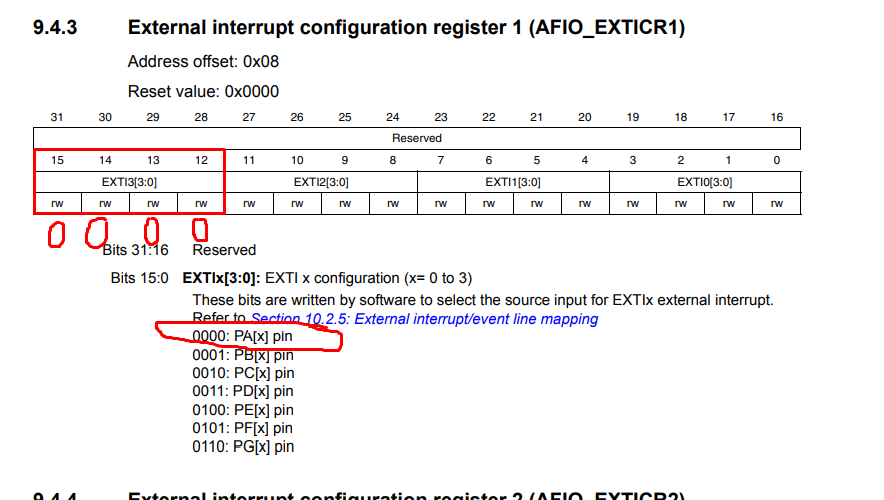 9.4.3 External interrupt configuration register 1 (AFIO_EXTICR1)
Address offset: 0x08
Reset value: 0x0000
31 30 29 28 27 26 25 24 23 22 21 20 19 18 17 16
Reserved
15 14 13 12 11 10 9 8 7 6 5 4 3 2 1 0
EXTI3[3:0] EXTI2[3:0] EXTI1[3:0] EXTI0[3:0]
rw rw rw rw rw rw rw rw rw rw rw rw rw rw rw rw
0 0 0 0
Bits 31:16 Reserved
Bits 15:0 EXTIx[3:0]: EXTI x configuration (x= 0 to 3)
These bits are written by software to select the source input for EXTIx external interrupt.
Refer to Section 10.2.5: External interrupt/event line mapping
0000: PA[x] pin
0001: PB[x] pin
0010: PC[x] pin
0011: PD[x] pin
0100: PE[x] pin
0101: PF[x] pin
0110: PG[x] pin
9.4.4 External interrupt configuration register 2 (AFIO_EXTICR2)